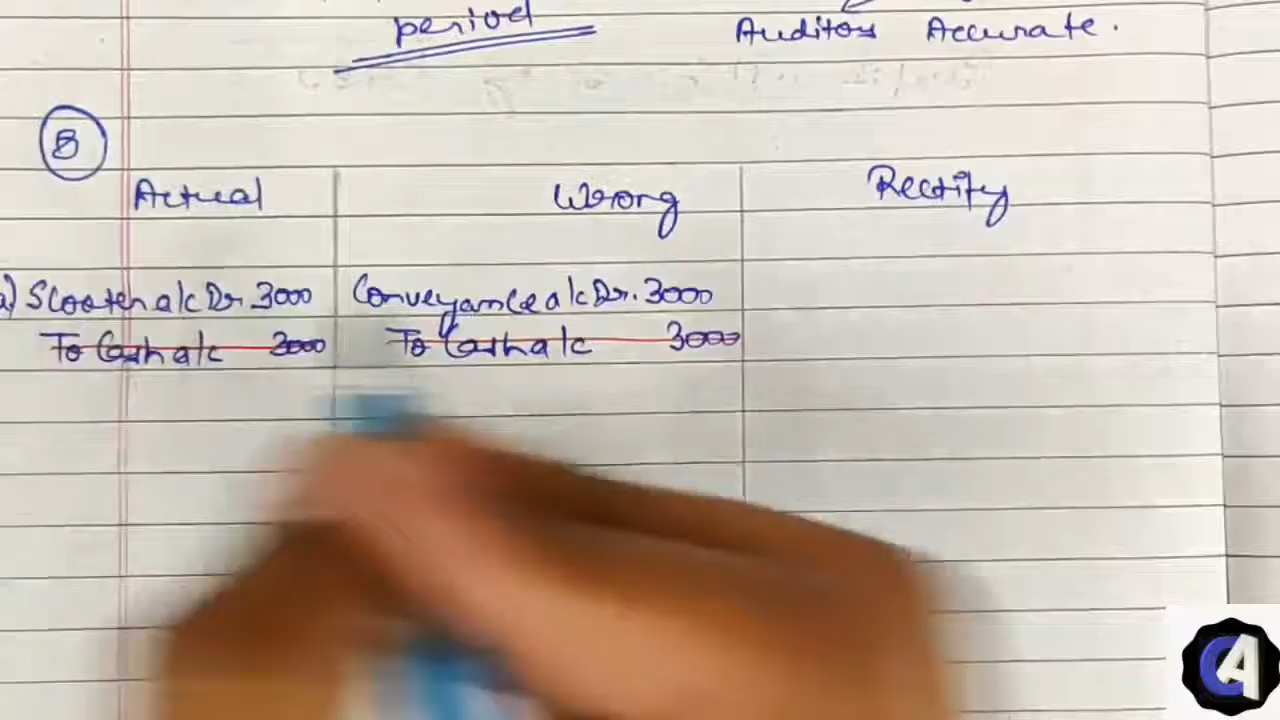 period
Auditors Accurate.
8
Actual Wrong Rectify
a) Scooter a/c Dr. 3000 Conveyance a/c Dr. 3000
To Cash a/c 3000 To Cash a/c 3000
CA